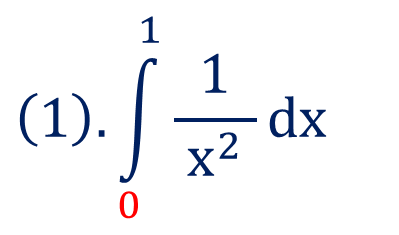 (1). ∫₀¹ 1/x² dx